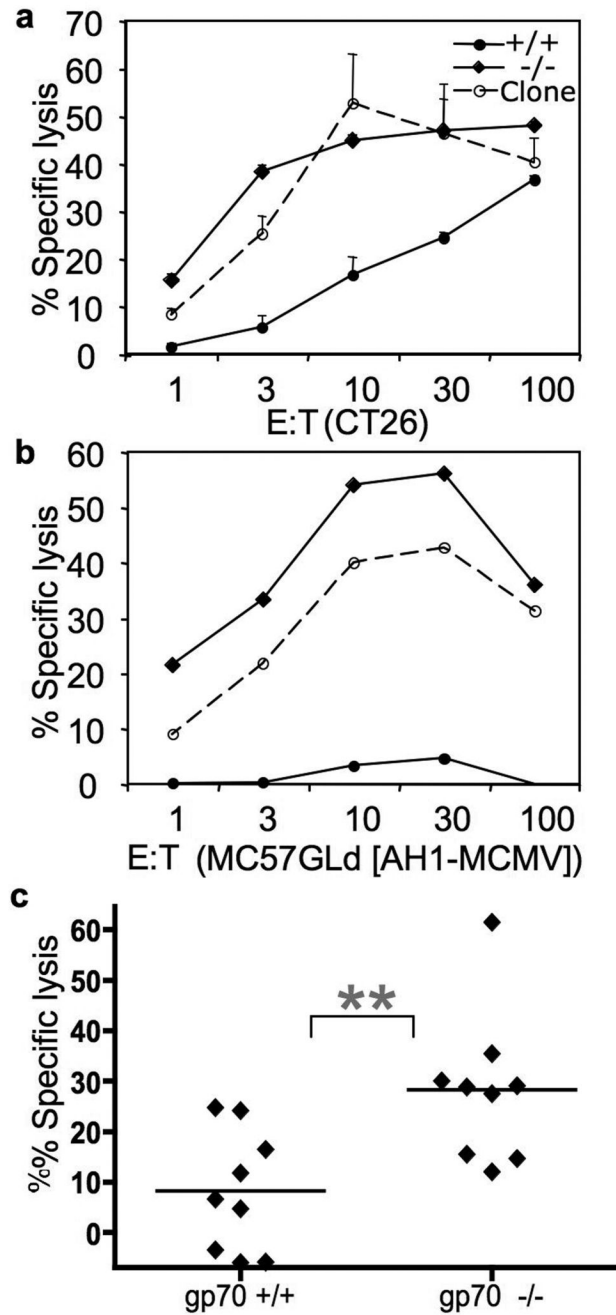 a
70
60
50
40
30
20
10
0
% Specific lysis
+/+
-/-
Clone
1 3 10 30 100
E:T (CT26)
b
60
50
40
30
20
10
0
% Specific lysis
1 3 10 30 100
E:T (MC57GLd [AH1-MCMV])
c
60
50
40
30
20
10
0
%% Specific lysis
**
gp70 +/+ gp70 -/-